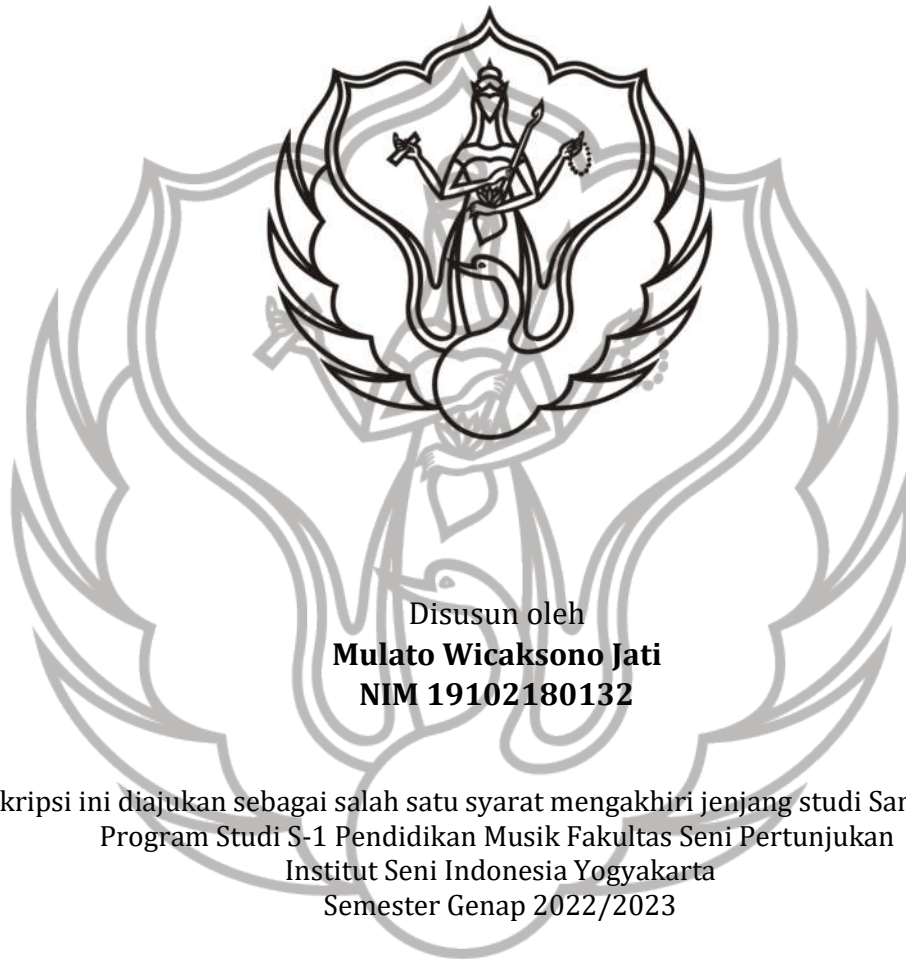 Disusun oleh
Mulato Wicaksono Jati
NIM 19102180132
kripsi ini diajukan sebagai salah satu syarat mengakhiri jenjang studi
Program Studi S-1 Pendidikan Musik Fakultas Seni Pertunjukan
Institut Seni Indonesia Yogyakarta
Semester Genap 2022/2023